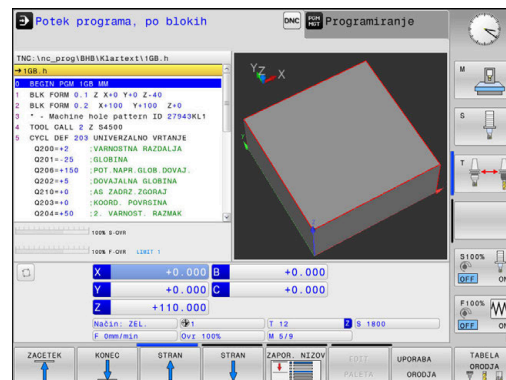 Potek programa, po blokih
DNC
PGM MGT
Programiranje
TNC:\nc_prog\BHB\Klartext\1GB.h
→1GB.h
0 BEGIN PGM 1GB MM
1 BLK FORM 0.1 Z X+0 Y+0 Z-40
2 BLK FORM 0.2 X+100 Y+100 Z+0
3 * - Machine hole pattern ID 27943KL1
4 TOOL CALL 2 Z S4500
5 CYCL DEF 203 UNIVERZALNO VRTANJE
Q200=+2 ;VARNOSTNA RAZDALJA
Q201=-25 ;GLOBINA
Q206=+150 ;POT.NAPR.GLOB.DOVAJ.
Q202=+5 ;DOVAJALNA GLOBINA
Q210=+0 ;AS ZADRZ.ZGORAJ
Q203=+0 ;KOORD. POVRSINA
Q204=+50 ;2. VARNOST. RAZMAK
Y Z X
Z
M
S
T
100% S-OVR
100% F-OVR LIMIT 1
X +0.000 B +0.000
Y +0.000 C +0.000
Z +110.000
Način: ŽEL. 1 T 12 Z S 1800
F 0mm/min Ovr 100% M 5/9
S100%
OFF ON
F100%
OFF ON
ZACETEK
KONEC
STRAN
STRAN
ZAPOR. NIZOV
EDIT PALETA
UPORABA ORODJA
TABELA ORODJA